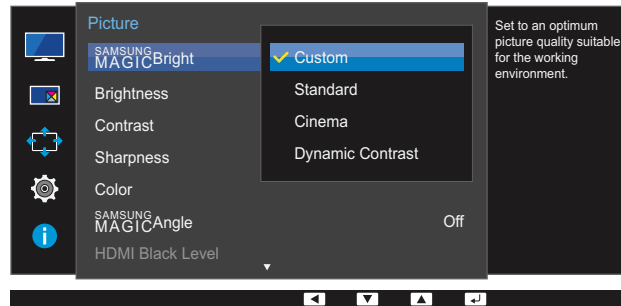 Picture
SAMSUNG
MAGICBright
Custom
Brightness
Standard
Contrast
Cinema
Sharpness
Dynamic Contrast
Color
SAMSUNG
MAGICAngle
Off
HDMI Black Level
Set to an optimum
picture quality suitable
for the working
environment.